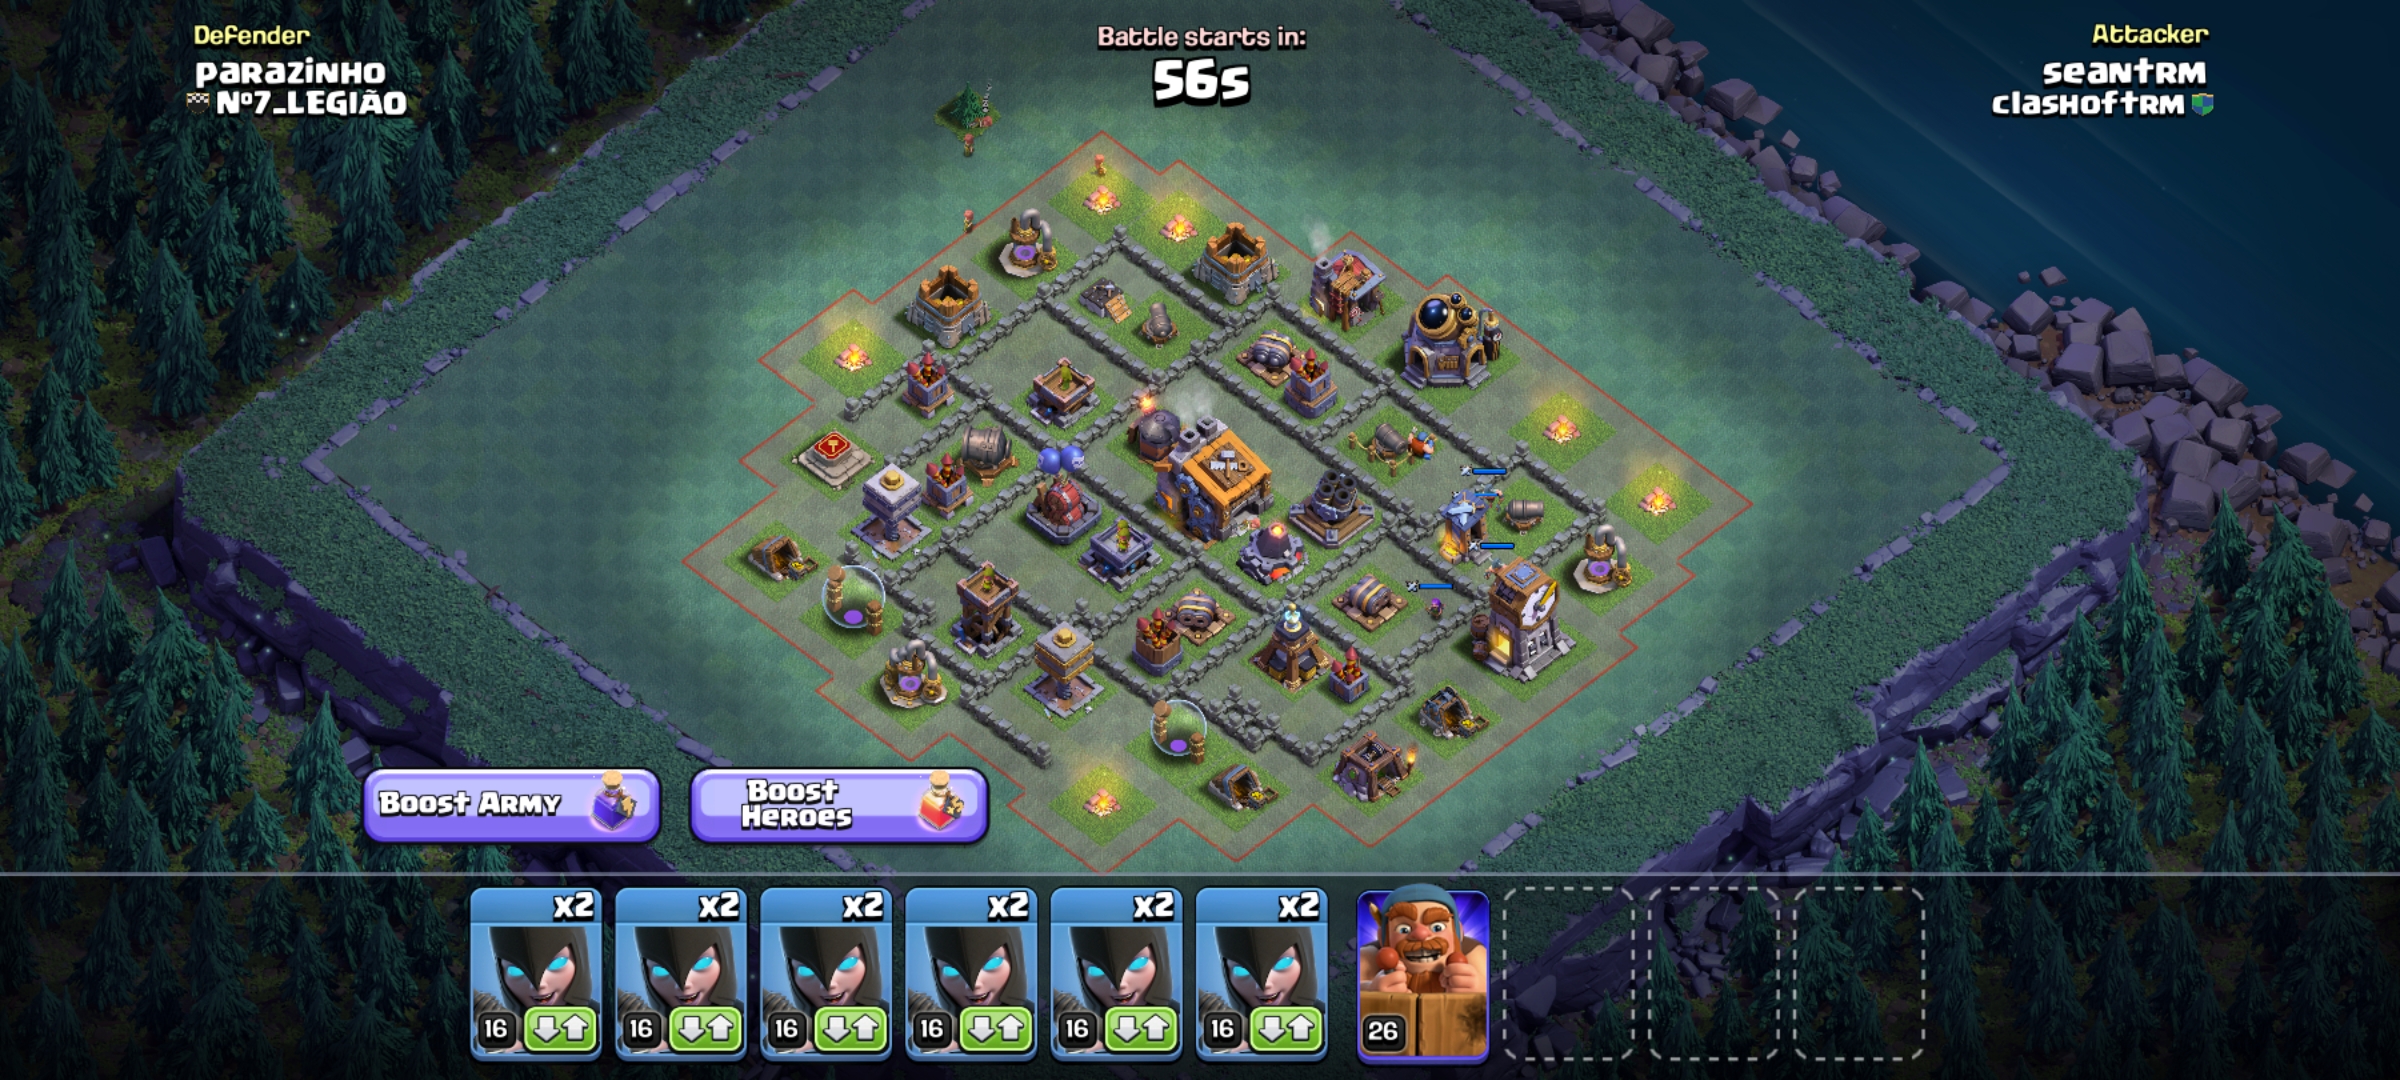 Defender
PARAZINHO
Nº7_LEGIÃO
Battle starts in:
56s
Attacker
seantRM
clashoftRM
Boost Army
Boost
Heroes
x2
x2
x2
x2
x2
x2
16
16
16
16
16
16
26